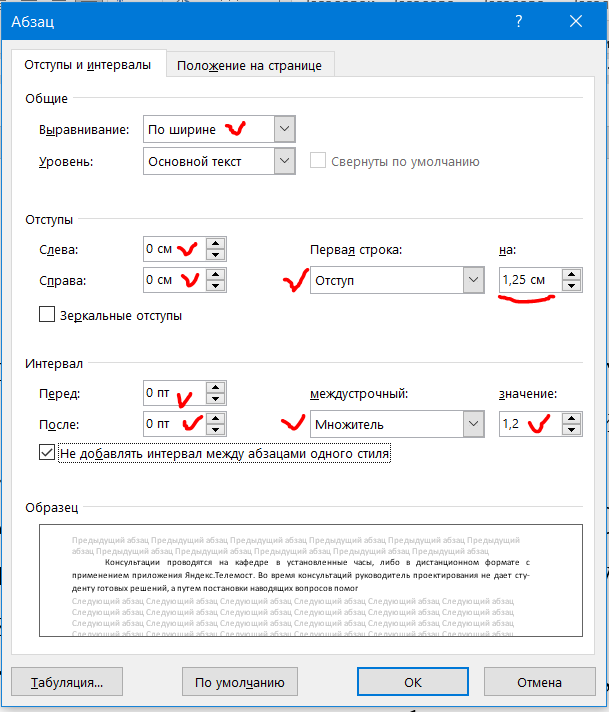 Абзац ? ×
Отступы и интервалы Положение на странице
Общие
Выравнивание: По ширине
Уровень: Основной текст Свернуты по умолчанию
Отступы
Слева: 0 см Первая строка: на:
Справа: 0 см Отступ 1,25 см
Зеркальные отступы
Интервал
Перед: 0 пт междустрочный: значение:
После: 0 пт Множитель 1,2
Не добавлять интервал между абзацами одного стиля
Образец
Предыдущий абзац Предыдущий абзац Предыдущий абзац Предыдущий абзац Предыдущий абзац Предыдущий
абзац Предыдущий абзац Предыдущий абзац Предыдущий абзац Предыдущий абзац Предыдущий абзац
Консультации проводятся на кафедре в установленные часы, либо в дистанционном формате с
применением приложения Яндекс.Телемост. Во время консультаций руководитель проектирования не дает сту-
денту готовых решений, а путем постановки наводящих вопросов помог
Следующий абзац Следующий абзац Следующий абзац Следующий абзац Следующий абзац Следующий абзац
Следующий абзац Следующий абзац Следующий абзац Следующий абзац Следующий абзац Следующий абзац
Следующий абзац Следующий абзац Следующий абзац Следующий абзац Следующий абзац Следующий абзац
Следующий абзац Следующий абзац Следующий абзац Следующий абзац Следующий абзац Следующий абзац
Табуляция... По умолчанию ОК Отмена